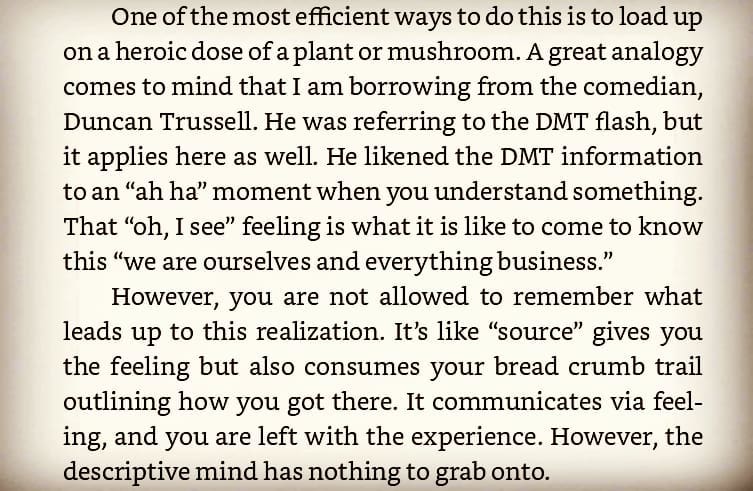 One of the most efficient ways to do this is to load up
on a heroic dose of a plant or mushroom. A great analogy
comes to mind that I am borrowing from the comedian,
Duncan Trussell. He was referring to the DMT flash, but
it applies here as well. He likened the DMT information
to an “ah ha” moment when you understand something.
That “oh, I see” feeling is what it is like to come to know
this “we are ourselves and everything business.”
However, you are not allowed to remember what
leads up to this realization. It’s like “source” gives you
the feeling but also consumes your bread crumb trail
outlining how you got there. It communicates via feel-
ing, and you are left with the experience. However, the
descriptive mind has nothing to grab onto.